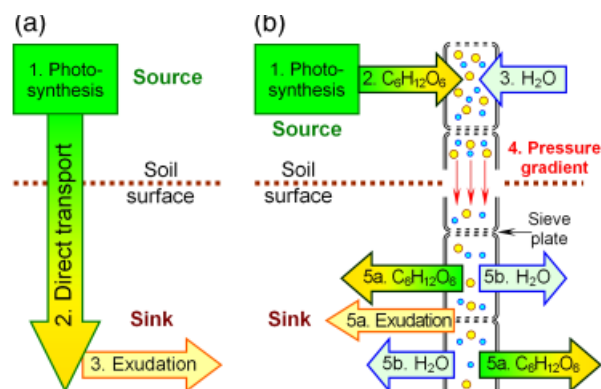 (a)
1. Photo-
synthesis
Source
Soil
surface
2. Direct transport
Sink
3. Exudation
(b)
1. Photo-
synthesis
2. C₆H₁₂O₆
3. H₂O
Source
4. Pressure
gradient
Soil
surface
Sieve
plate
5a. C₆H₁₂O₆
5b. H₂O
Sink
5a. Exudation
5b. H₂O
5a. C₆H₁₂O₆